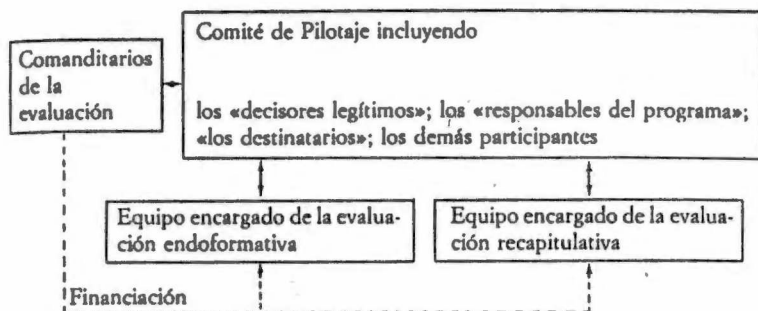 Comité de Pilotaje incluyendo
Comanditarios
de la
evaluación
los «decisores legítimos»; los «responsables del programa»;
«los destinatarios»; los demás participantes
Equipo encargado de la evalua-
ción endoformativa
Equipo encargado de la evalua-
ción recapitulativa
Financiación